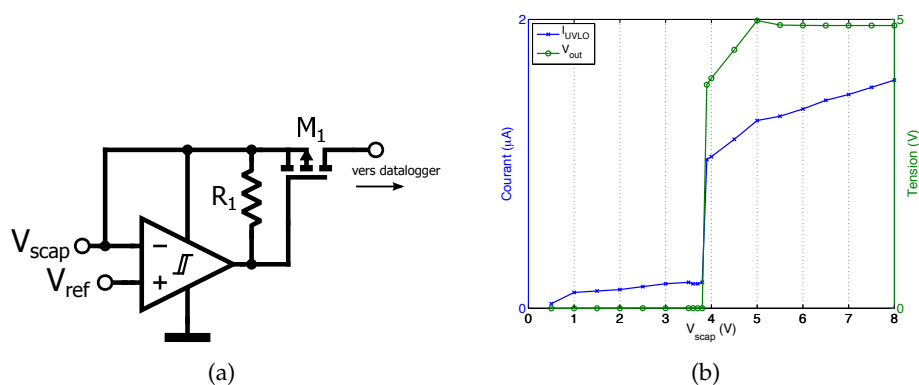 M1
R1
vers datalogger
Vscap
Vref
−
+
(a)
IUVLO
Vout
2
0
Courant (μA)
5
0
Tension (V)
0 1 2 3 4 5 6 7 8
Vscap (V)
(b)